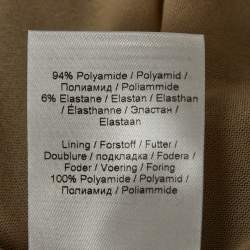 94% Polyamide / Polyamid /
Полиамид / Poliammide
6% Elastane / Elastan / Elasthan
/ Élasthanne / Эластан /
Elastaan
Lining / Forstoff / Futter /
Doublure / подкладка / Fodera /
Foder / Voering / Foring
100% Polyamide / Polyamid /
Полиамид / Poliammide